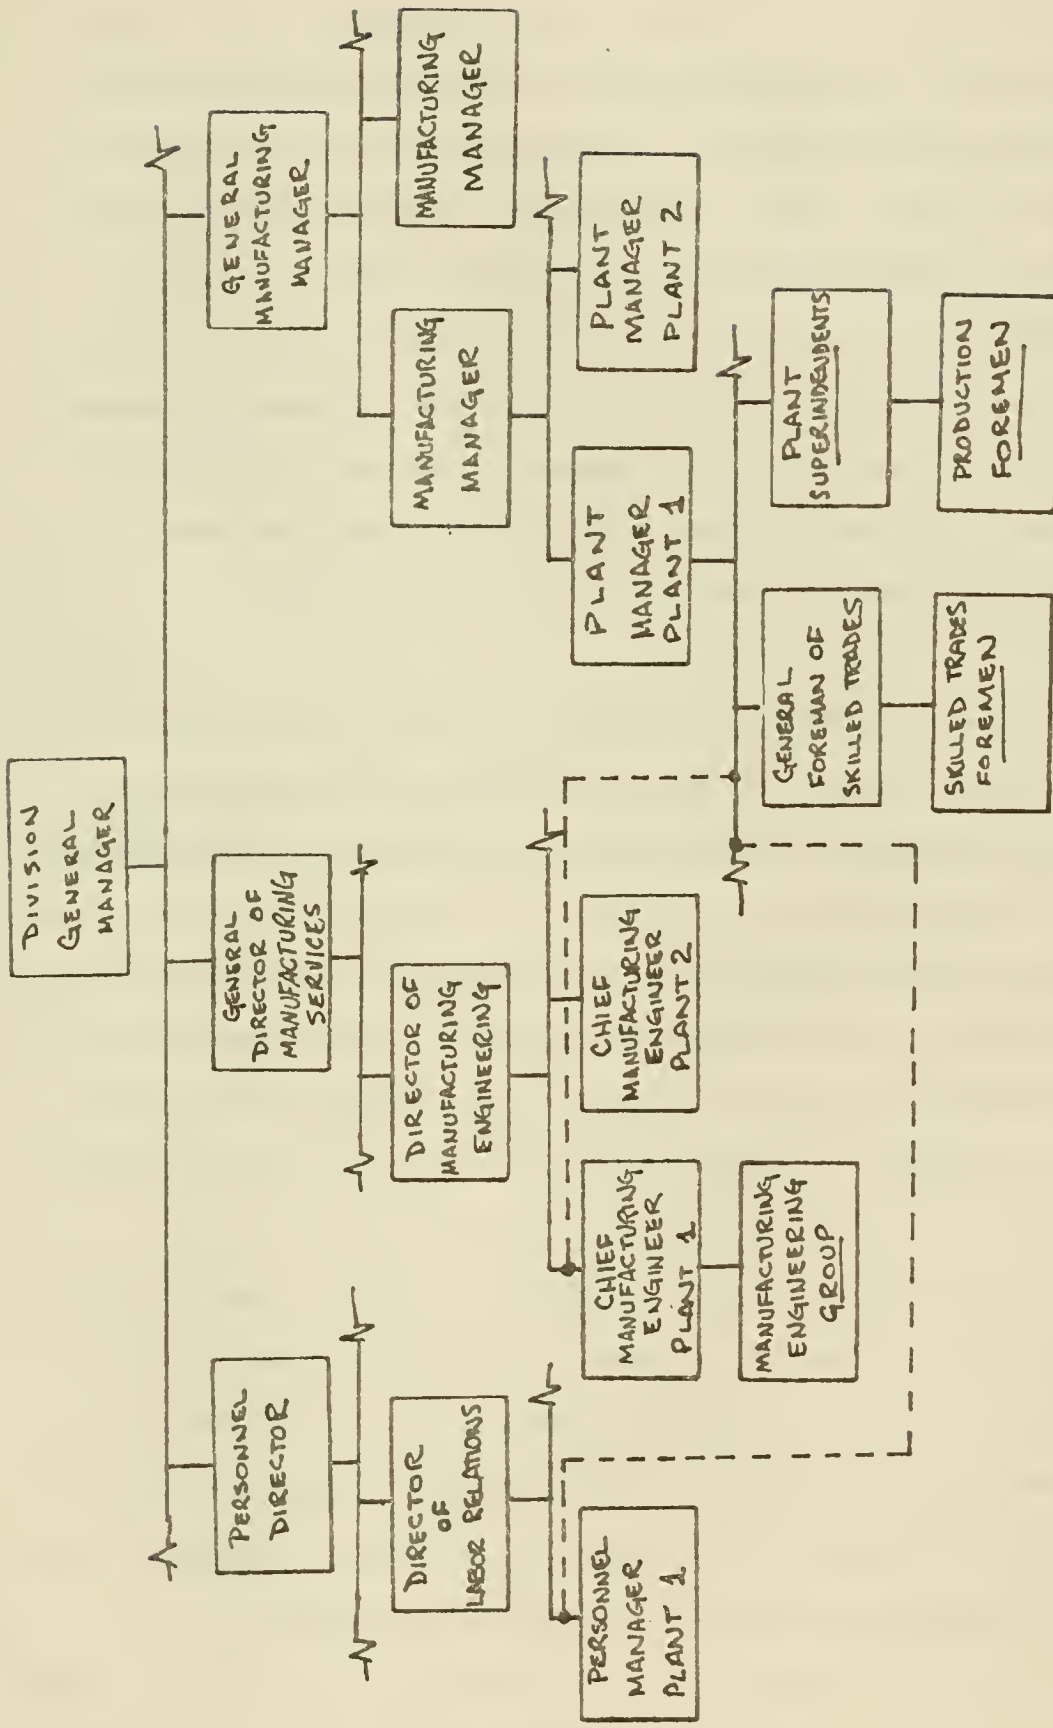 DIVISION
GENERAL
MANAGER
PERSONNEL
DIRECTOR
GENERAL
DIRECTOR OF
MANUFACTURING
SERVICES
GENERAL
MANUFACTURING
MANAGER
DIRECTOR
OF
LABOR RELATIONS
DIRECTOR OF
MANUFACTURING
ENGINEERING
MANUFACTURING
MANAGER
MANUFACTURING
MANAGER
PERSONNEL
MANAGER
PLANT 1
CHIEF
MANUFACTURING
ENGINEER
PLANT 1
CHIEF
MANUFACTURING
ENGINEER
PLANT 2
PLANT
MANAGER
PLANT 1
PLANT
MANAGER
PLANT 2
MANUFACTURING
ENGINEERING
GROUP
GENERAL
FOREMAN OF
SKILLED TRADES
PLANT
SUPERINDENDENTS
SKILLED TRADES
FOREMEN
PRODUCTION
FOREMEN